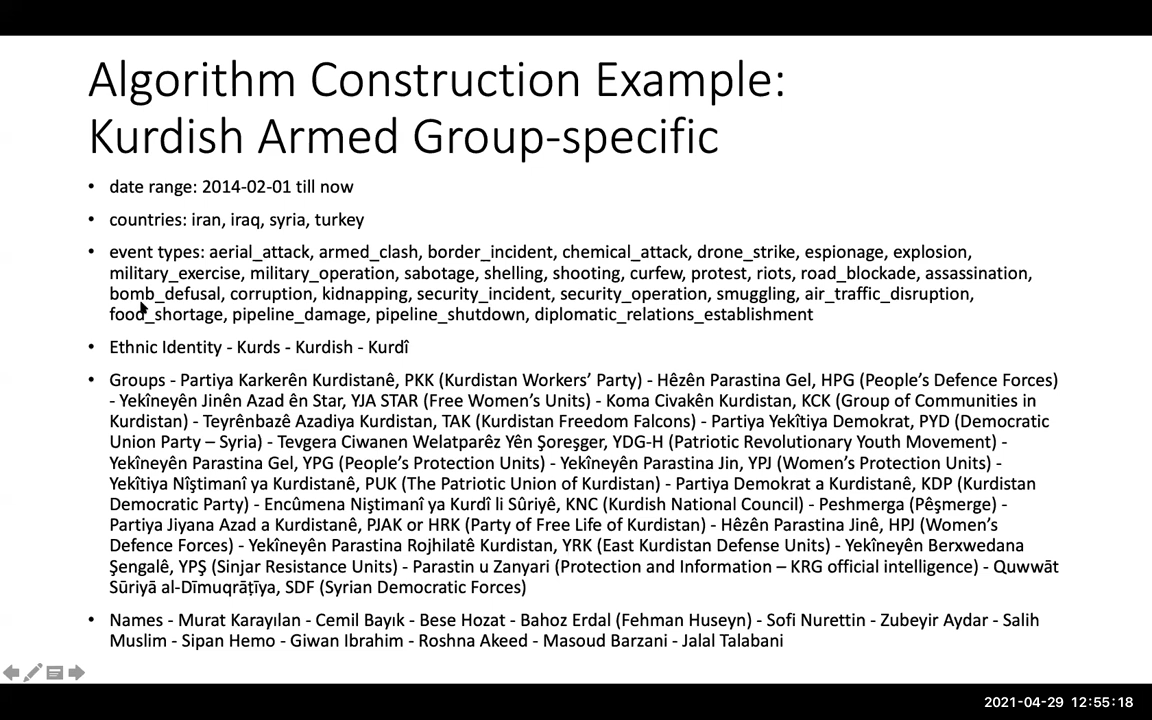 Algorithm Construction Example:
Kurdish Armed Group-specific
• date range: 2014-02-01 till now
• countries: iran, iraq, syria, turkey
• event types: aerial_attack, armed_clash, border_incident, chemical_attack, drone_strike, espionage, explosion,
military_exercise, military_operation, sabotage, shelling, shooting, curfew, protest, riots, road_blockade, assassination,
bomb_defusal, corruption, kidnapping, security_incident, security_operation, smuggling, air_traffic_disruption,
food_shortage, pipeline_damage, pipeline_shutdown, diplomatic_relations_establishment
• Ethnic Identity - Kurds - Kurdish - Kurdî
• Groups - Partiya Karkerên Kurdistanê, PKK (Kurdistan Workers’ Party) - Hêzên Parastina Gel, HPG (People’s Defence Forces)
- Yekîneyên Jinên Azad ên Star, YJA STAR (Free Women’s Units) - Koma Civakên Kurdistan, KCK (Group of Communities in
Kurdistan) - Teyrênbazê Azadiya Kurdistan, TAK (Kurdistan Freedom Falcons) - Partiya Yekîtiya Demokrat, PYD (Democratic
Union Party – Syria) - Tevgera Ciwanen Welatparêz Yên Şoreşger, YDG-H (Patriotic Revolutionary Youth Movement) -
Yekîneyên Parastina Gel, YPG (People’s Protection Units) - Yekîneyên Parastina Jin, YPJ (Women’s Protection Units) -
Yekîtiya Nîştimanî ya Kurdistanê, PUK (The Patriotic Union of Kurdistan) - Partiya Demokrat a Kurdistanê, KDP (Kurdistan
Democratic Party) - Encûmena Niştimanî ya Kurdî li Sûriyê, KNC (Kurdish National Council) - Peshmerga (Pêşmerge) -
Partiya Jiyana Azad a Kurdistanê, PJAK or HRK (Party of Free Life of Kurdistan) - Hêzên Parastina Jinê, HPJ (Women’s
Defence Forces) - Yekîneyên Parastina Rojhilatê Kurdistan, YRK (East Kurdistan Defense Units) - Yekîneyên Berxwedana
Şengalê, YPŞ (Sinjar Resistance Units) - Parastin u Zanyari (Protection and Information – KRG official intelligence) - Quwwāt
Sūriyā al-Dīmuqrāṭīya, SDF (Syrian Democratic Forces)
• Names - Murat Karayılan - Cemil Bayık - Bese Hozat - Bahoz Erdal (Fehman Huseyn) - Sofi Nurettin - Zubeyir Aydar - Salih
Muslim - Sipan Hemo - Giwan Ibrahim - Roshna Akeed - Masoud Barzani - Jalal Talabani
2021-04-29 12:55:18